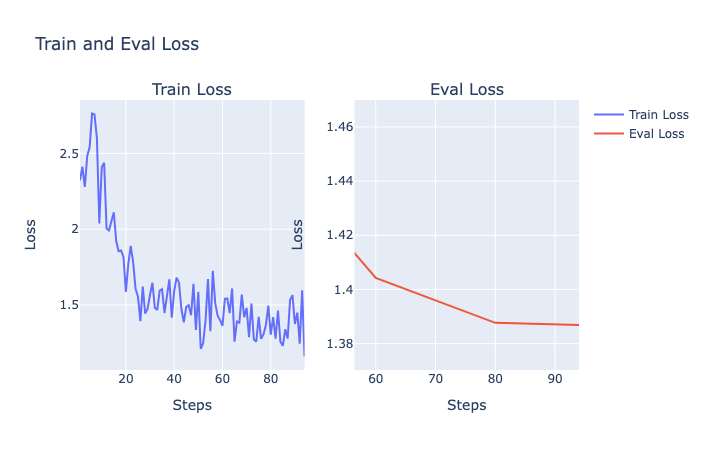 Train and Eval Loss
Train Loss
Eval Loss
Train Loss
Eval Loss
2.5
2
1.5
Loss
20
40
60
80
Steps
1.46
1.44
1.42
1.4
1.38
Loss
60
70
80
90
Steps